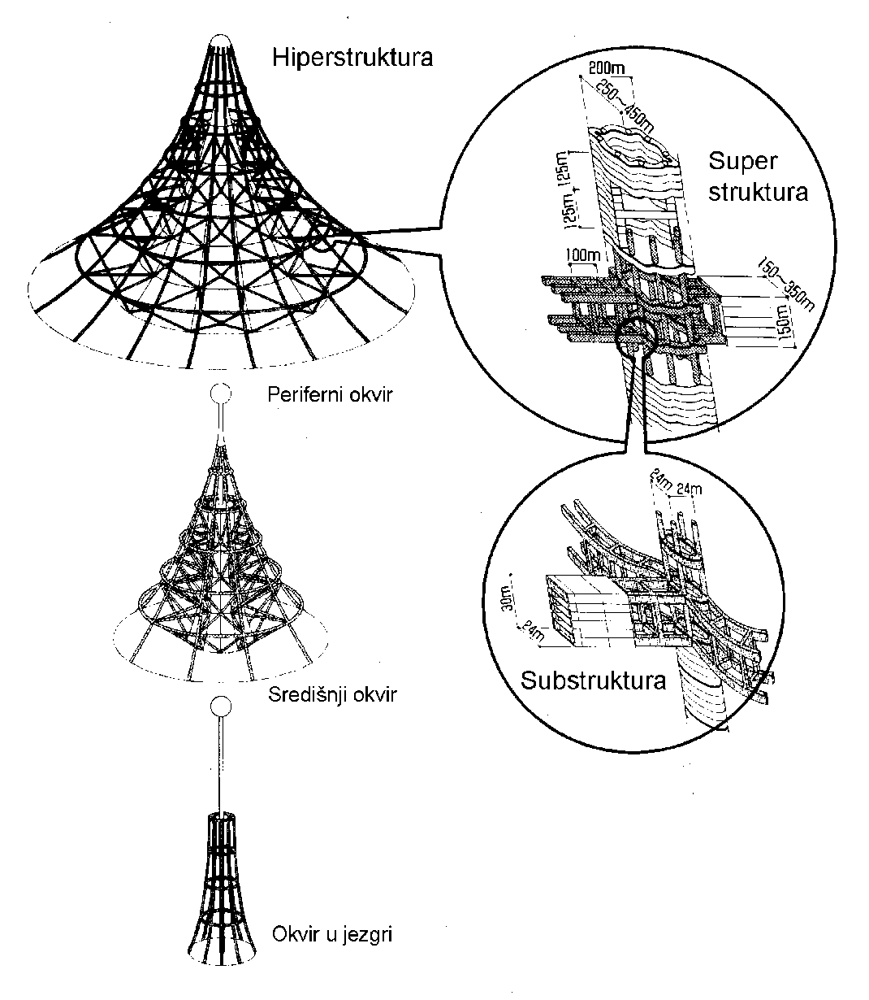 Hiperstruktura
Periferni okvir
Središnji okvir
Okvir u jezgri
200m
250~450m
Super
struktura
125m
125m
100m
150~350m
150m
24m
24m
30m
24m
Substruktura